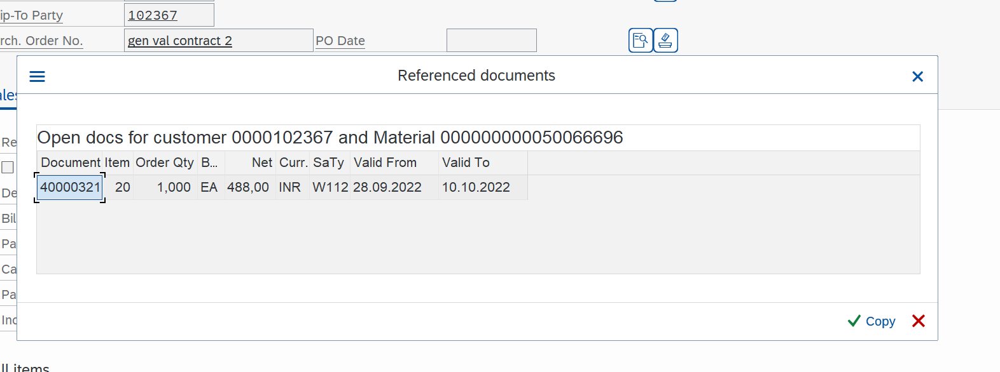 ip-To Party 102367
rch. Order No. gen val contract 2 PO Date
Referenced documents
ales
Open docs for customer 0000102367 and Material 000000000050066696
Re
Document Item Order Qty B... Net Curr. SaTy Valid From Valid To
40000321 20 1,000 EA 488,00 INR W112 28.09.2022 10.10.2022
De
Bil
Pa
Ca
Pa
Inc
Copy
ll items